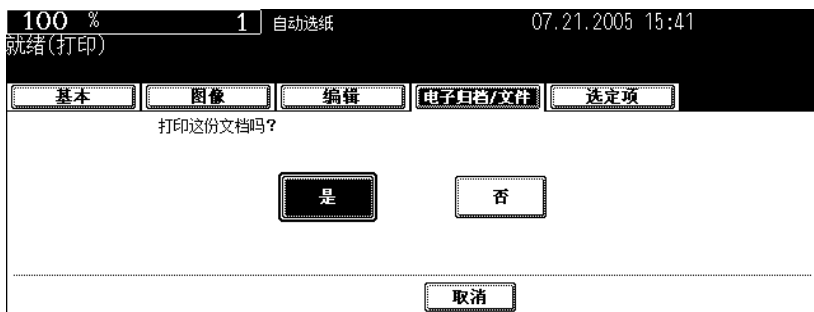 100 % 1 自动选纸 07.21.2005 15:41
就绪(打印)
基本 图像 编辑 电子归档/文件 选定项
打印这份文档吗?
是 否
取消